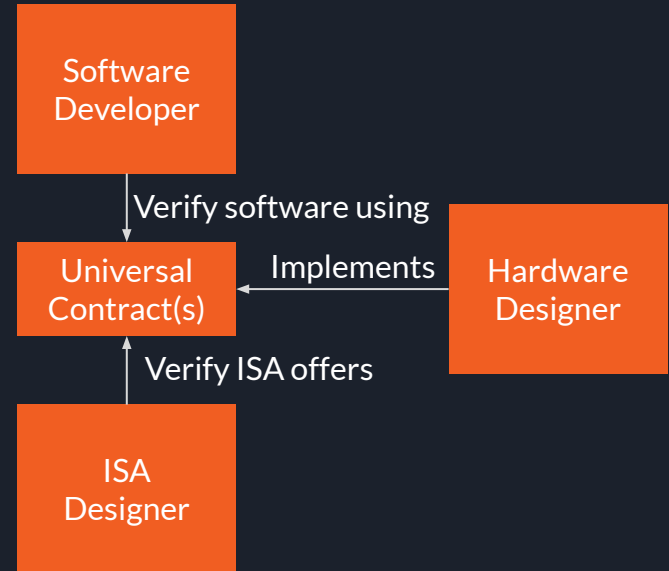 Software
Developer
Verify software using
Universal
Contract(s)
Implements
Hardware
Designer
Verify ISA offers
ISA
Designer